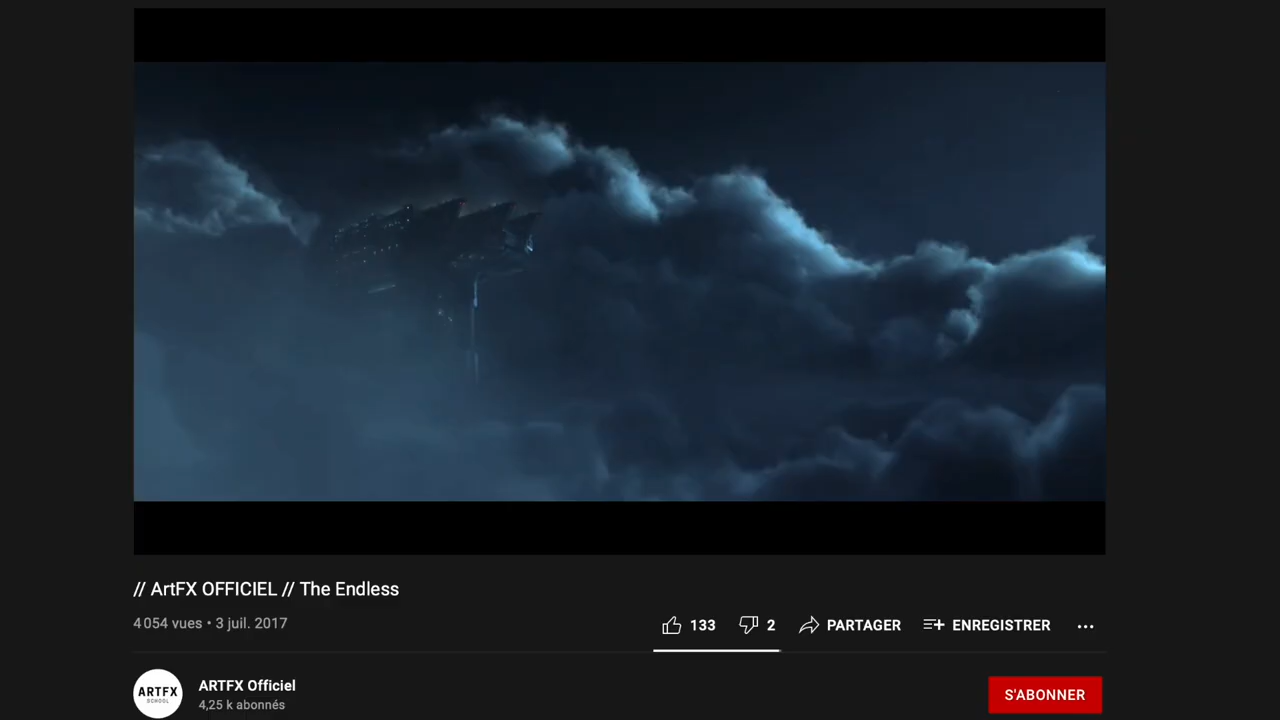 // ArtFX OFFICIEL // The Endless
4 054 vues • 3 juil. 2017
133
2
PARTAGER
ENREGISTRER
ARTFX
SCHOOL
ARTFX Officiel
4,25 k abonnés
S'ABONNER